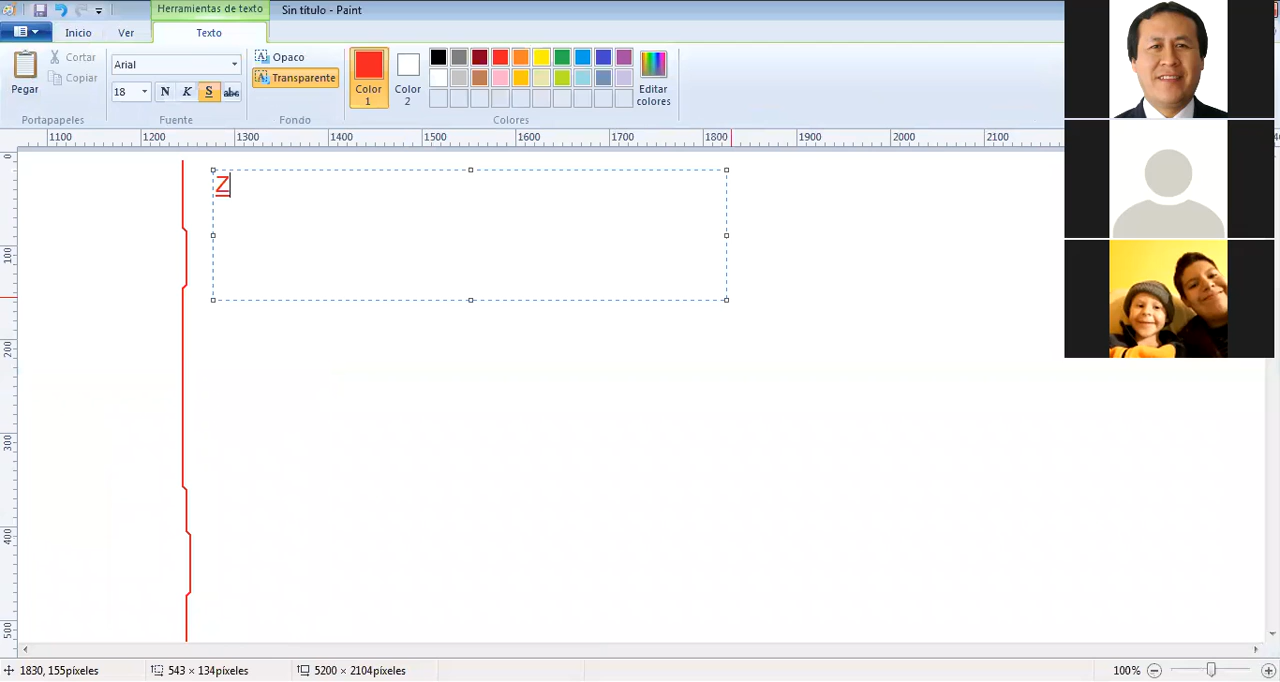 Herramientas de texto
Sin título - Paint
Inicio
Ver
Texto
Pegar
Cortar
Copiar
Portapapeles
Arial
18
N
K
S
abc
Fuente
Opaco
Transparente
Fondo
Color
1
Color
2
Editar
colores
Colores
1100
1200
1300
1400
1500
1600
1700
1800
1900
2000
2100
0
100
200
300
400
500
Z
1830, 155píxeles
543 × 134píxeles
5200 × 2104píxeles
100%